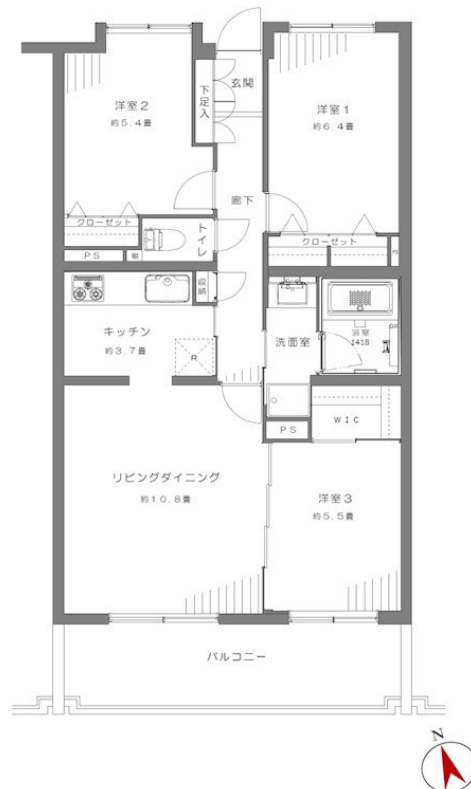 玄関
下足入
洋室2
約5.4畳
洋室1
約6.4畳
廊下
クローゼット
トイレ
クローゼット
PS
PS
収納
キッチン
約3.7畳
R
洗面室
浴室
1418
PS
WIC
リビングダイニング
約10.8畳
洋室3
約5.5畳
バルコニー
N